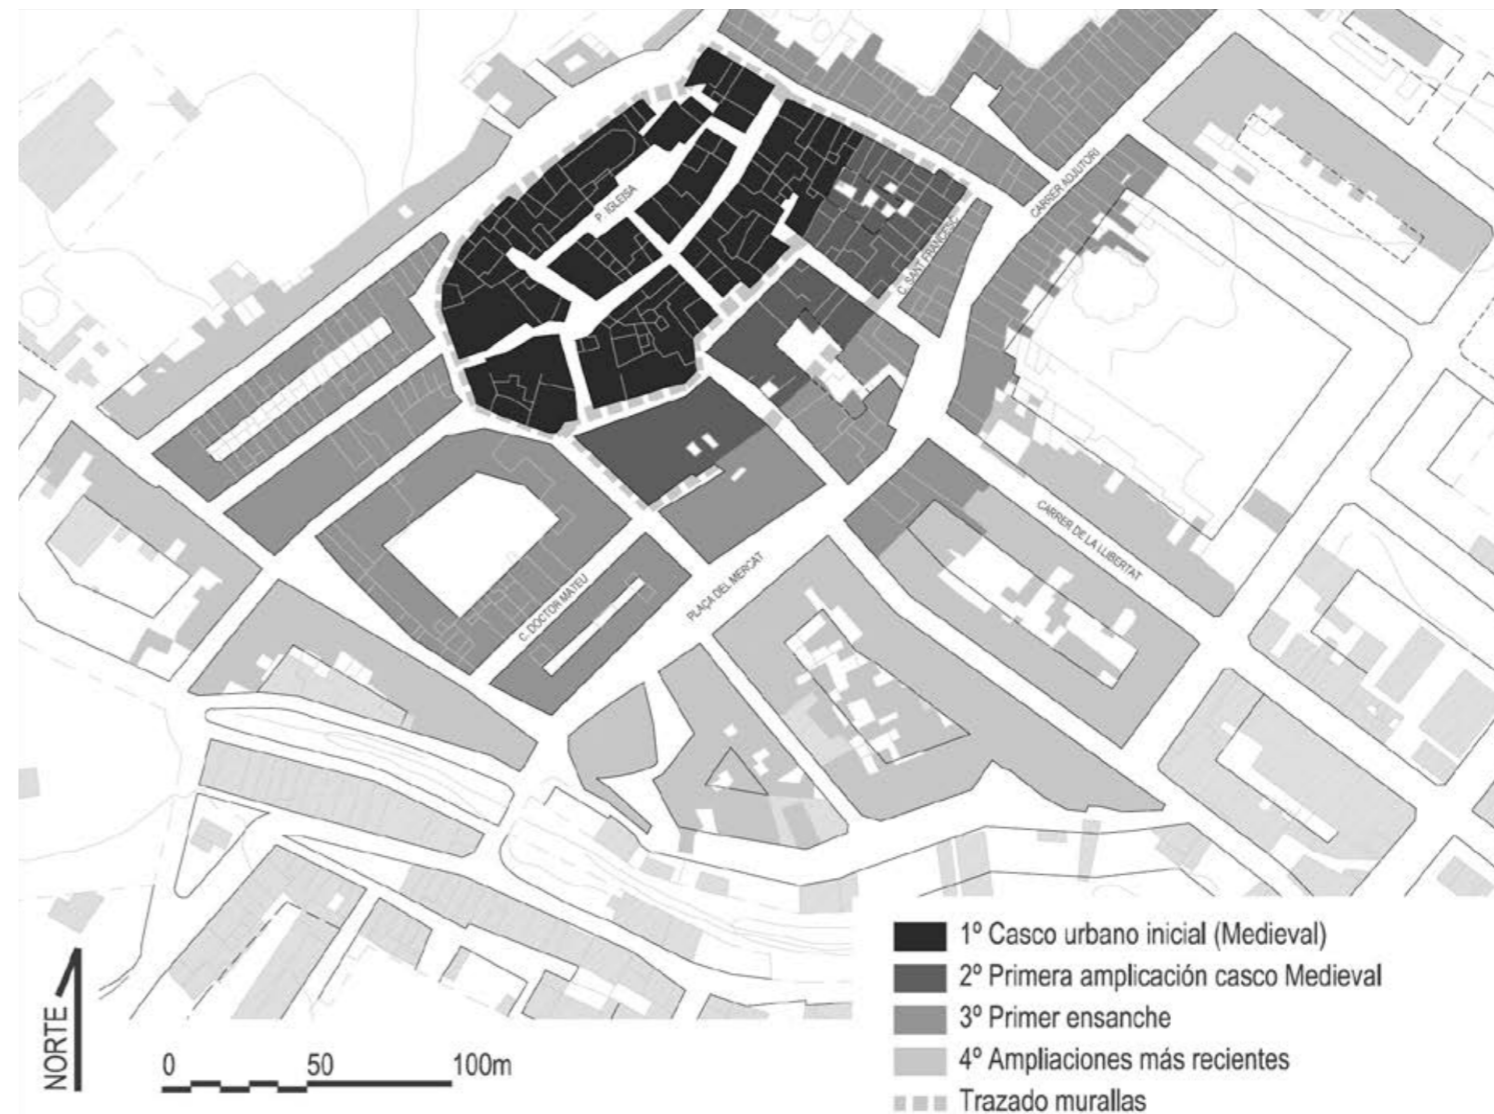 P. IGLEISA
CARRER ADJUTORI
C. SANT FRANCESC
CARRER DE LA LLIBERTAT
PLAÇA DEL MERCAT
C. DOCTOR MATEU
1º Casco urbano inicial (Medieval)
2º Primera amplicación casco Medieval
3º Primer ensanche
4º Ampliaciones más recientes
Trazado murallas
NORTE
0 50 100m